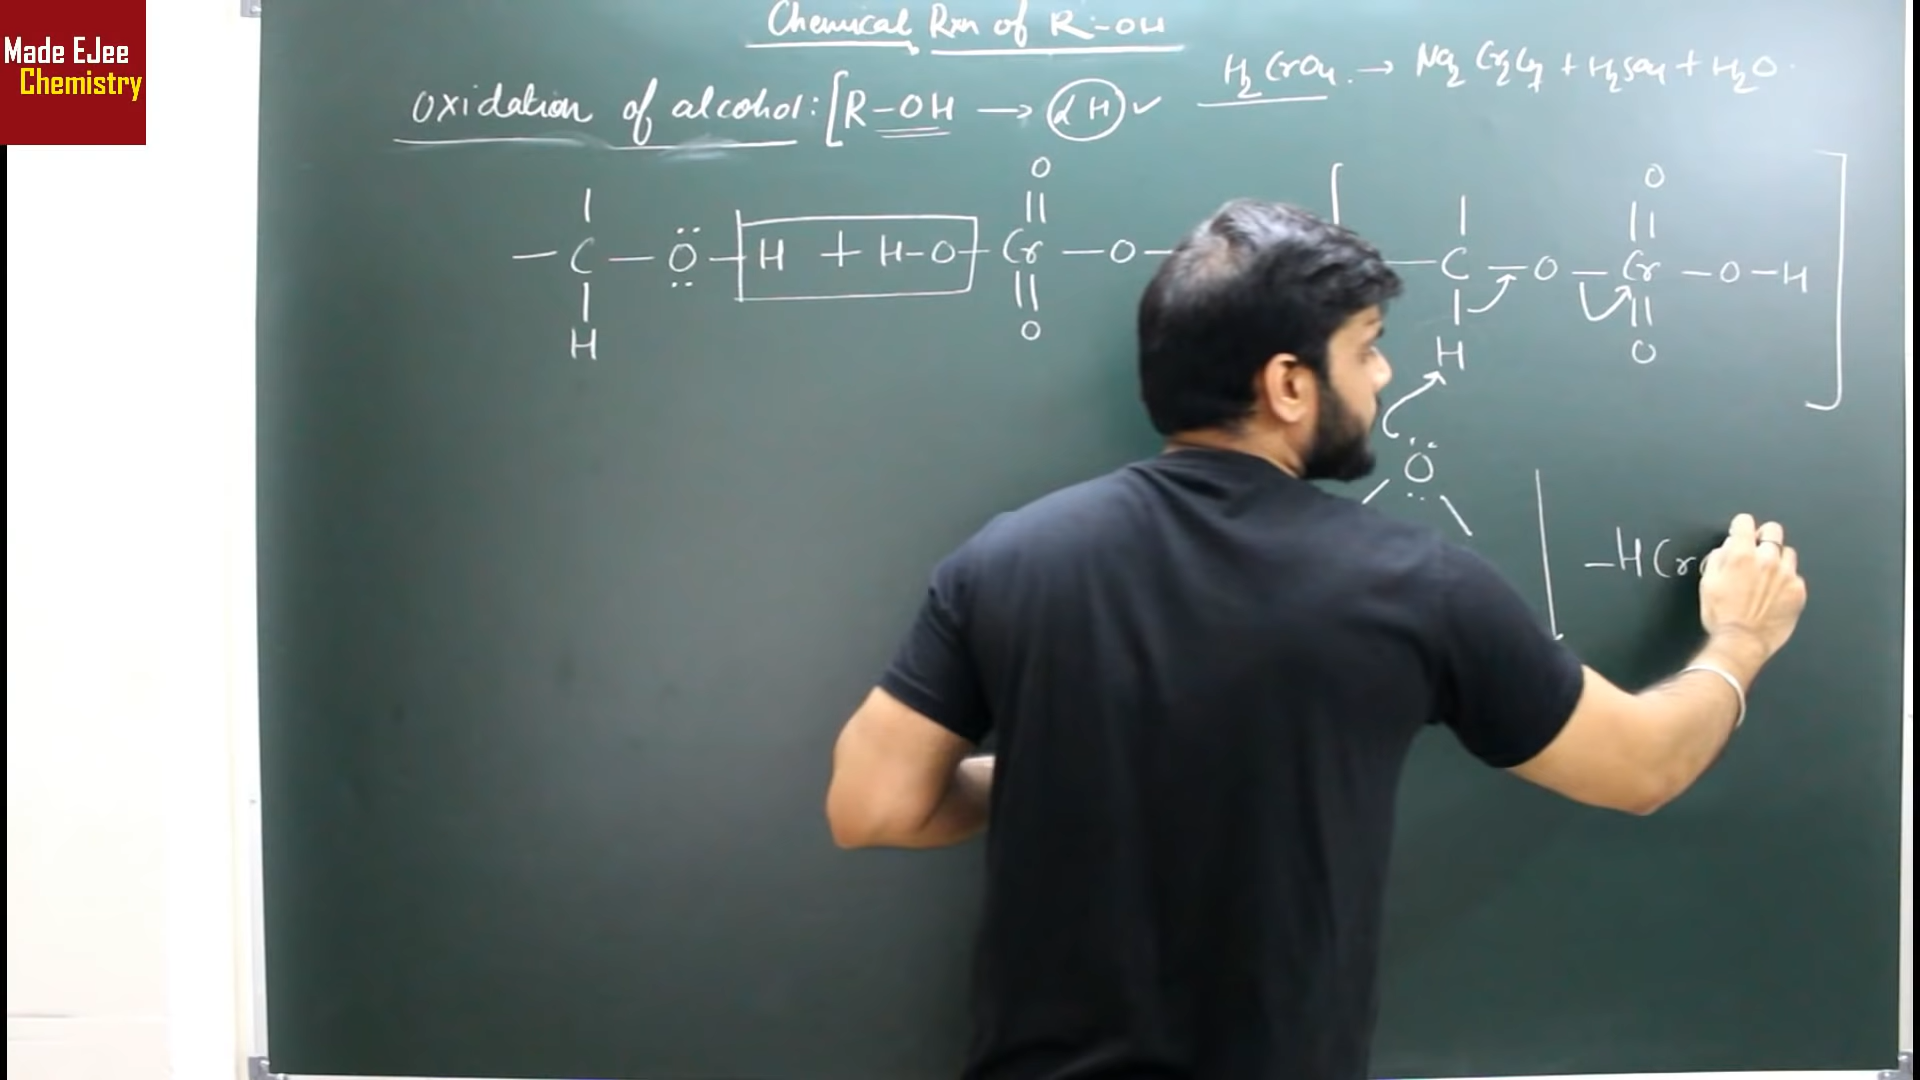 Made EJee
Chemistry
Chemical Rxn of R-OH
H2CrO4 → Na2Cr2O7 + H2SO4 + H2O
Oxidation of alcohol: [R-OH → α H ✓
O
||
— C — O — H + H-O — Cr — O —
|
H
||
O
[
O
||
— C — O — Cr — O — H
|
H
||
O
]
O
— HCr